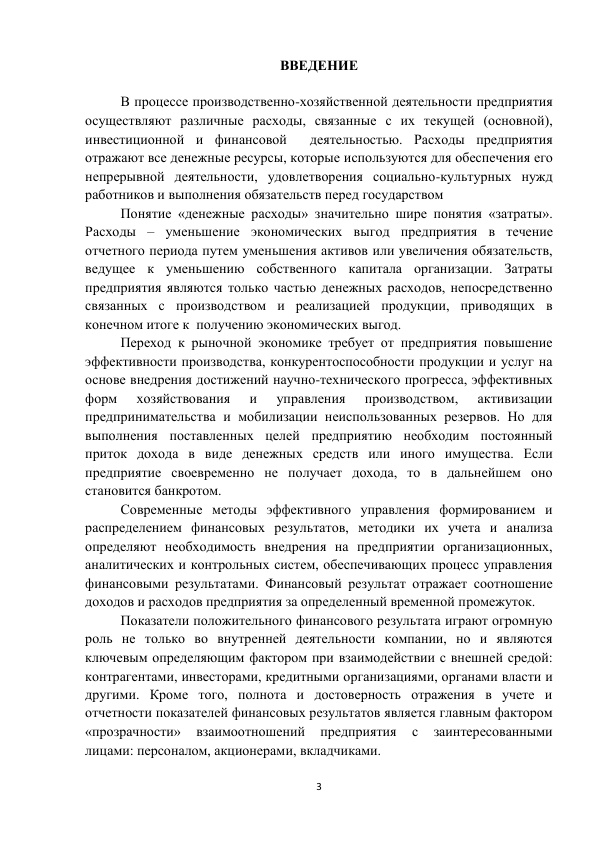 ВВЕДЕНИЕ
В процессе производственно-хозяйственной деятельности предприятия
осуществляют различные расходы, связанные с их текущей (основной),
инвестиционной и финансовой деятельностью. Расходы предприятия
отражают все денежные ресурсы, которые используются для обеспечения его
непрерывной деятельности, удовлетворения социально-культурных нужд
работников и выполнения обязательств перед государством
Понятие «денежные расходы» значительно шире понятия «затраты».
Расходы – уменьшение экономических выгод предприятия в течение
отчетного периода путем уменьшения активов или увеличения обязательств,
ведущее к уменьшению собственного капитала организации. Затраты
предприятия являются только частью денежных расходов, непосредственно
связанных с производством и реализацией продукции, приводящих в
конечном итоге к получению экономических выгод.
Переход к рыночной экономике требует от предприятия повышение
эффективности производства, конкурентоспособности продукции и услуг на
основе внедрения достижений научно-технического прогресса, эффективных
форм хозяйствования и управления производством, активизации
предпринимательства и мобилизации неиспользованных резервов. Но для
выполнения поставленных целей предприятию необходим постоянный
приток дохода в виде денежных средств или иного имущества. Если
предприятие своевременно не получает дохода, то в дальнейшем оно
становится банкротом.
Современные методы эффективного управления формированием и
распределением финансовых результатов, методики их учета и анализа
определяют необходимость внедрения на предприятии организационных,
аналитических и контрольных систем, обеспечивающих процесс управления
финансовыми результатами. Финансовый результат отражает соотношение
доходов и расходов предприятия за определенный временной промежуток.
Показатели положительного финансового результата играют огромную
роль не только во внутренней деятельности компании, но и являются
ключевым определяющим фактором при взаимодействии с внешней средой:
контрагентами, инвесторами, кредитными организациями, органами власти и
другими. Кроме того, полнота и достоверность отражения в учете и
отчетности показателей финансовых результатов является главным фактором
«прозрачности» взаимоотношений предприятия с заинтересованными
лицами: персоналом, акционерами, вкладчиками.
3